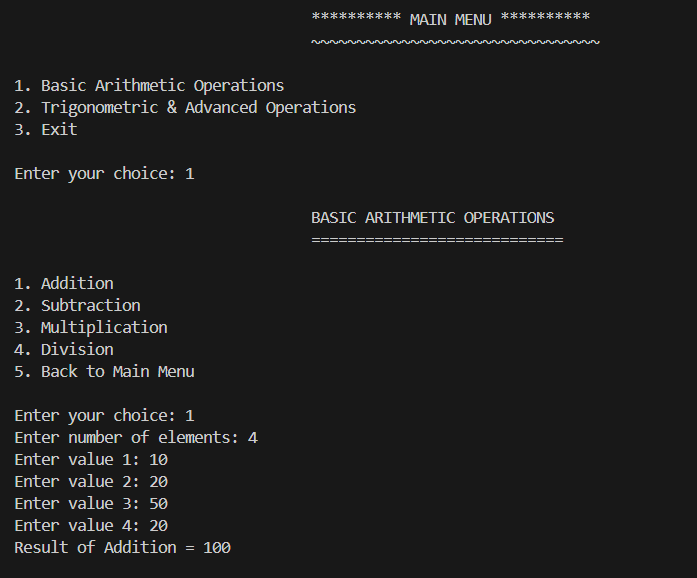 ********** MAIN MENU **********
~~~~~~~~~~~~~~~~~~~~~~~~~~~~~~~~
1. Basic Arithmetic Operations
2. Trigonometric & Advanced Operations
3. Exit
Enter your choice: 1
BASIC ARITHMETIC OPERATIONS
============================
1. Addition
2. Subtraction
3. Multiplication
4. Division
5. Back to Main Menu
Enter your choice: 1
Enter number of elements: 4
Enter value 1: 10
Enter value 2: 20
Enter value 3: 50
Enter value 4: 20
Result of Addition = 100